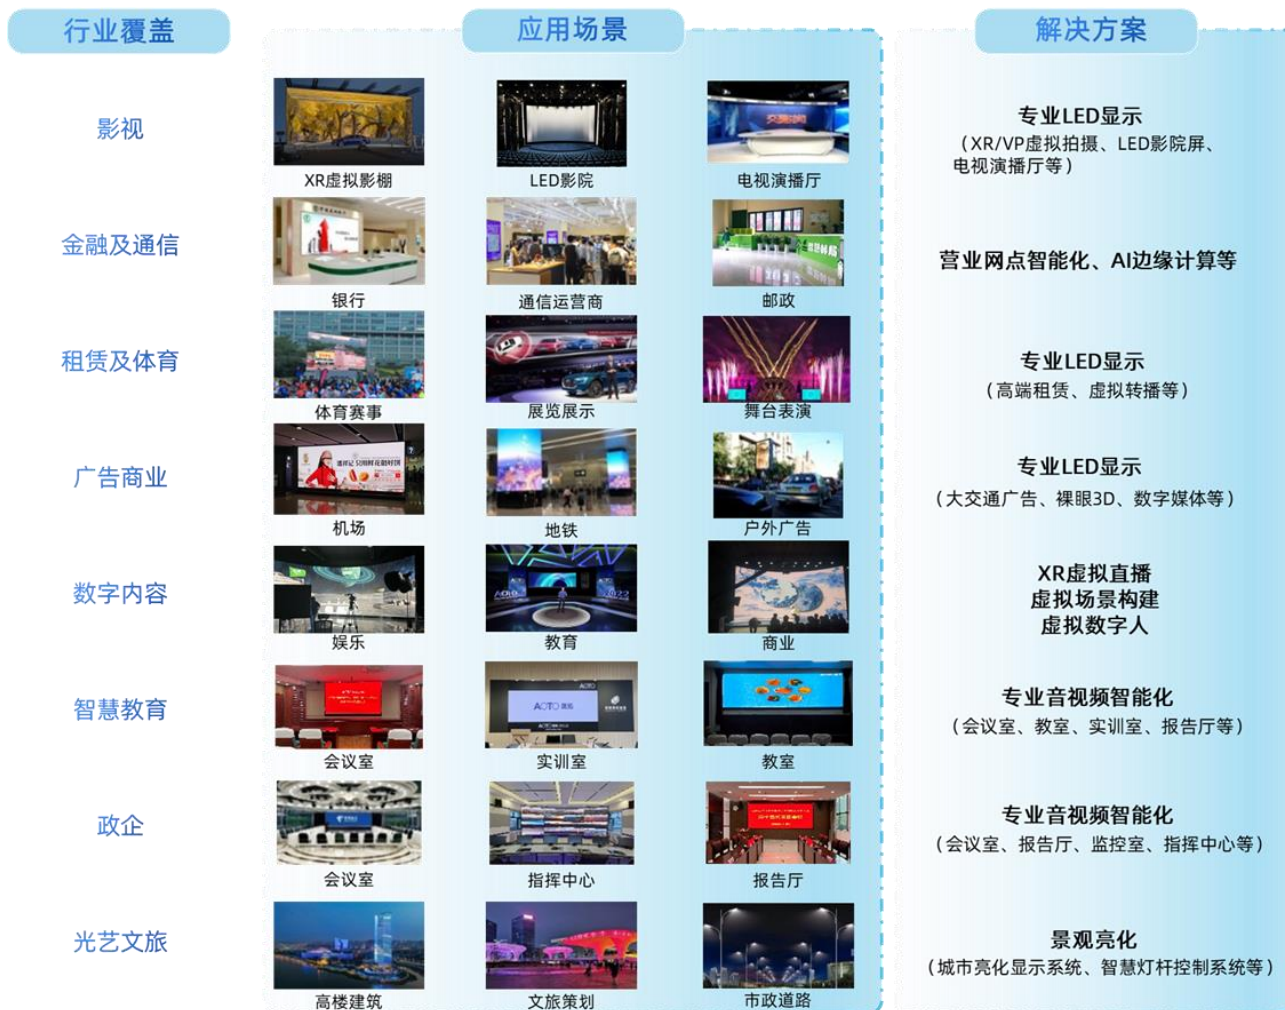 行业覆盖
应用场景
解决方案
影视
XR虚拟影棚
LED影院
电视演播厅
专业LED显示
（XR/VP虚拟拍摄、LED影院屏、
电视演播厅等）
金融及通信
银行
通信运营商
邮政
营业网点智能化、AI边缘计算等
租赁及体育
体育赛事
展览展示
舞台表演
专业LED显示
（高端租赁、虚拟转播等）
广告商业
机场
地铁
户外广告
专业LED显示
（大交通广告、裸眼3D、数字媒体等）
数字内容
AOTO
2022
娱乐
教育
商业
XR虚拟直播
虚拟场景构建
虚拟数字人
智慧教育
AOTO
AOTO
会议室
实训室
教室
专业音视频智能化
（会议室、教室、实训室、报告厅等）
政企
会议室
指挥中心
报告厅
专业音视频智能化
（会议室、报告厅、监控室、指挥中心等）
光艺文旅
高楼建筑
文旅策划
市政道路
景观亮化
（城市亮化显示系统、智慧灯杆控制系统等）